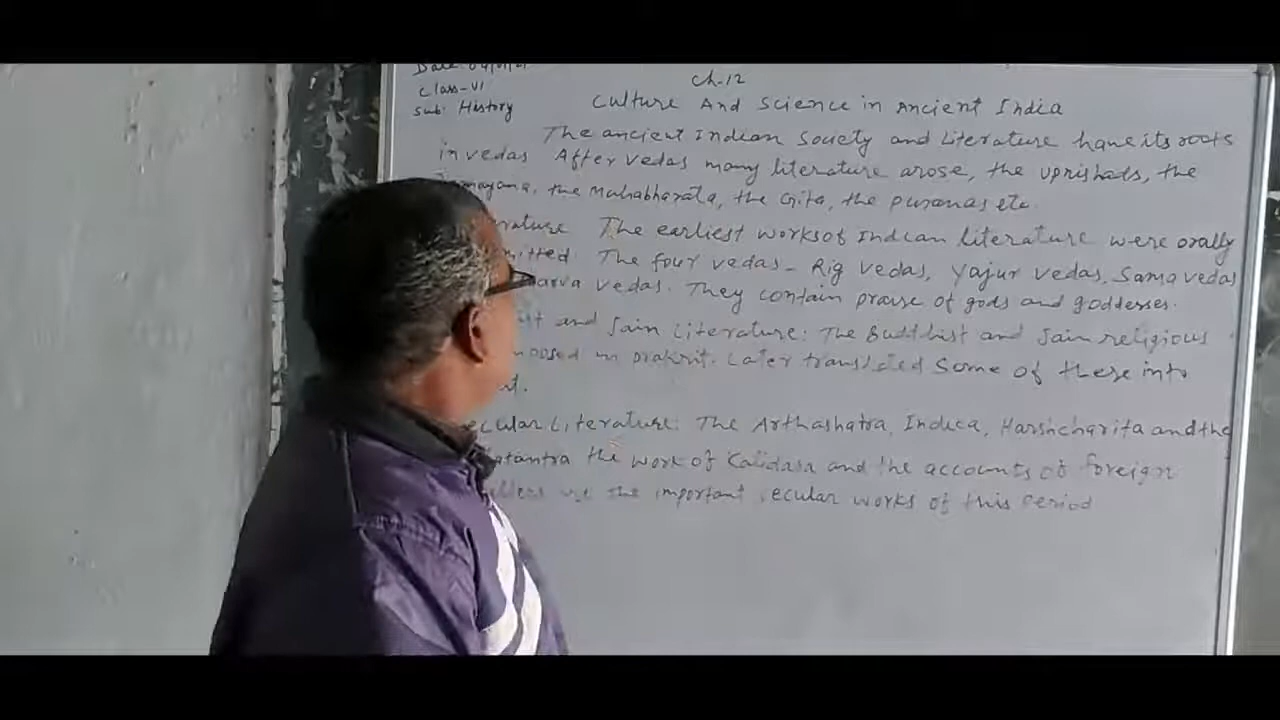 Date:
Class-VI
Sub: History
Ch-12
Culture And Science in Ancient India
The ancient Indian Society and Literature have its roots
in vedas After vedas many literature arose, the uprishads, the
the Mahabharata, the Gita, the puranas etc.
The earliest works of Indian literature were orally
The four vedas - Rig vedas, Yajur vedas, Sama vedas
vedas. They contain praise of gods and godderses.
and Jain Literature: The Buddhist and Jain religious
in prakrit. Later translated Some of these into
Literature: The Arthashatra, Indica, Harshcharita and the
the work of Kalidasa and the accounts of foreign
the important secular works of this Period